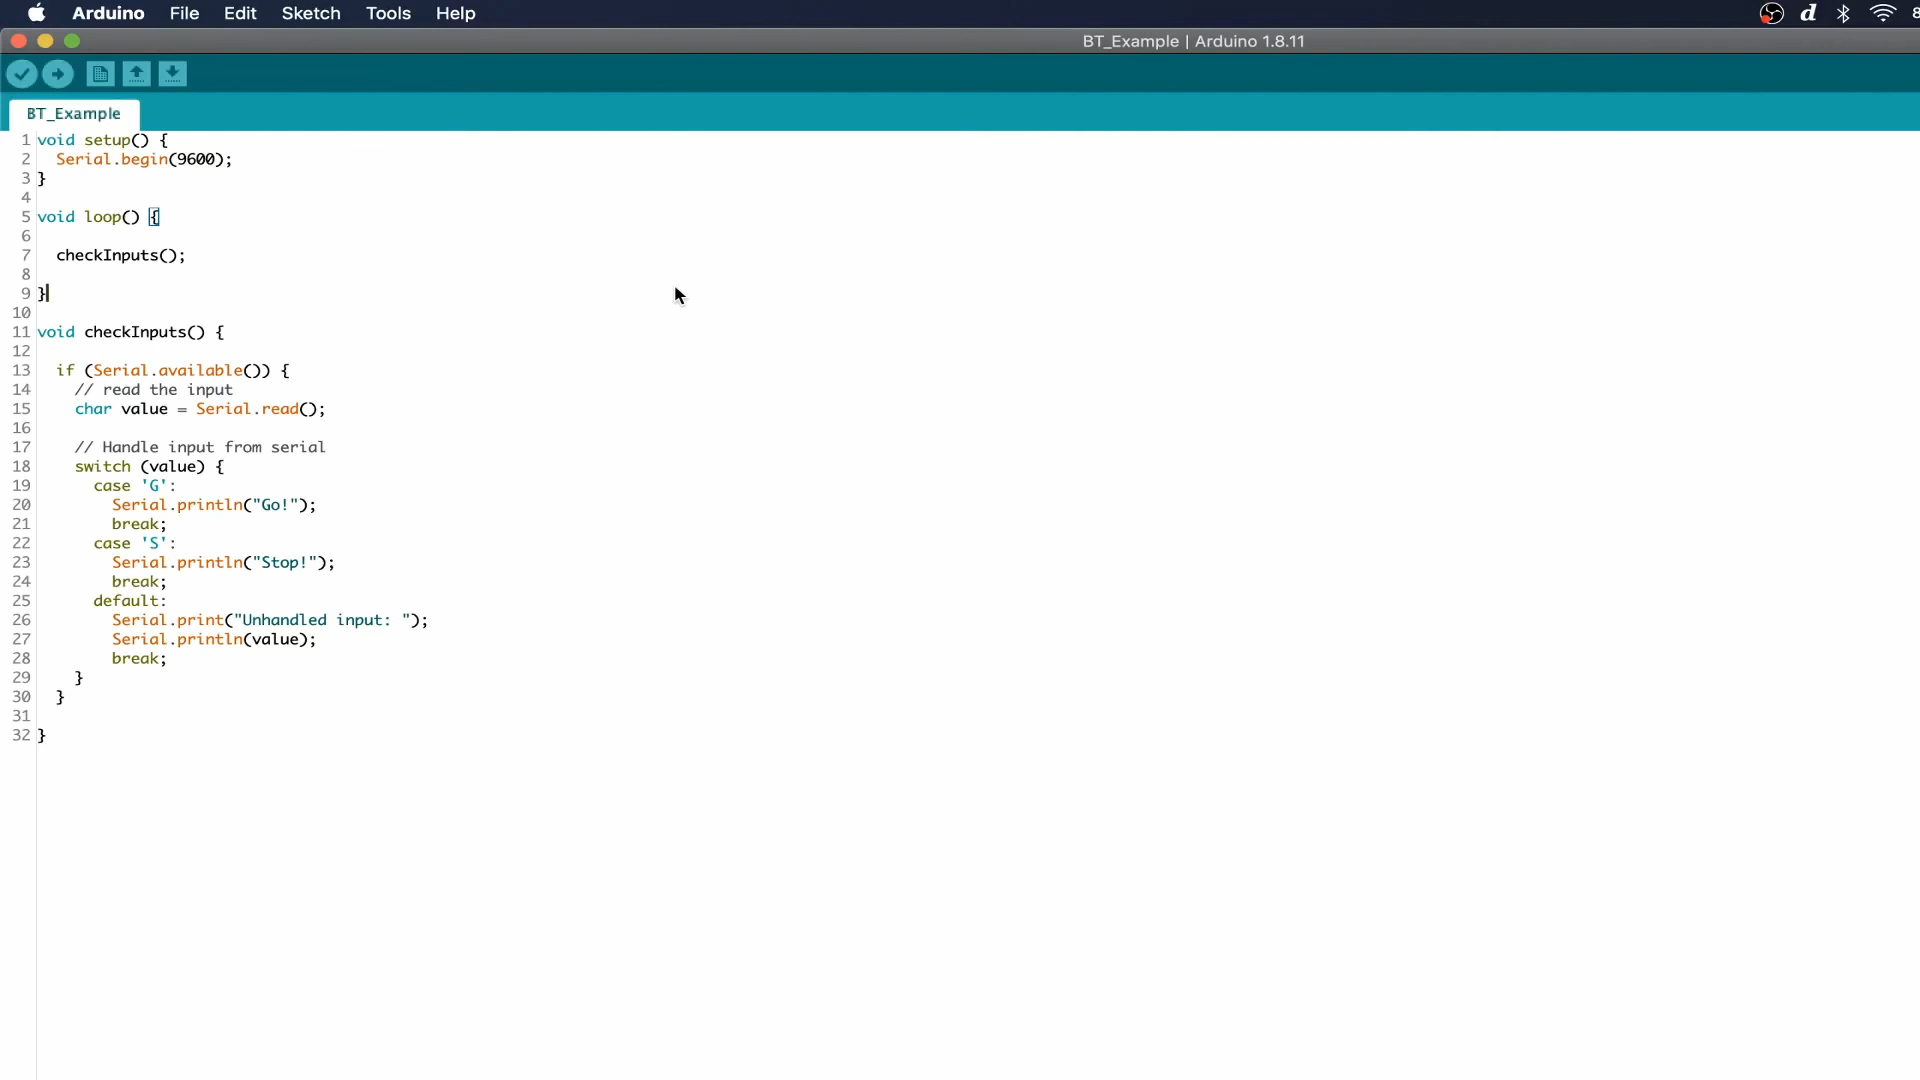 Arduino File Edit Sketch Tools Help d 8
BT_Example | Arduino 1.8.11
BT_Example
1 void setup() {
2   Serial.begin(9600);
3 }
4
5 void loop() {
6
7   checkInputs();
8
9 }
10
11 void checkInputs() {
12
13   if (Serial.available()) {
14     // read the input
15     char value = Serial.read();
16
17     // Handle input from serial
18     switch (value) {
19       case 'G':
20         Serial.println("Go!");
21         break;
22       case 'S':
23         Serial.println("Stop!");
24         break;
25       default:
26         Serial.print("Unhandled input: ");
27         Serial.println(value);
28         break;
29     }
30   }
31
32 }